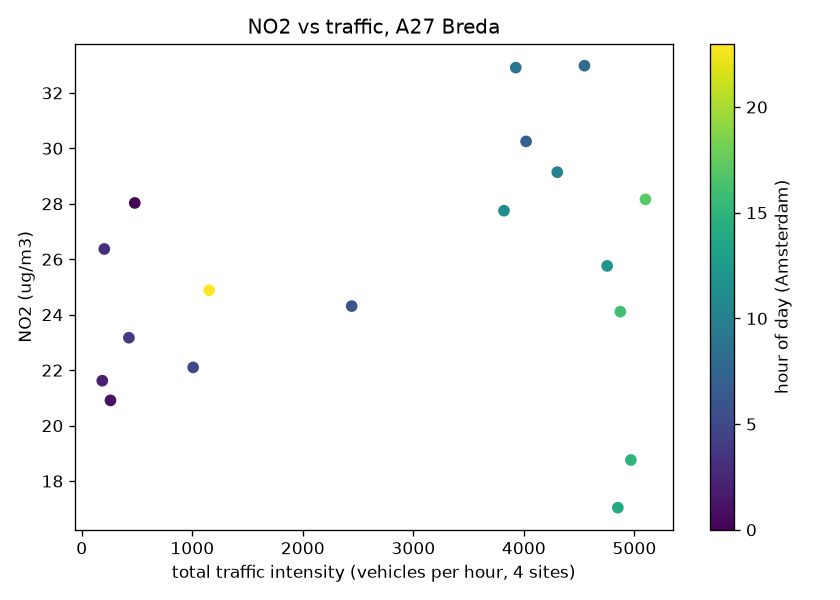 NO2 vs traffic, A27 Breda
NO2 (ug/m3)
32
30
28
26
24
22
20
18
0 1000 2000 3000 4000 5000
total traffic intensity (vehicles per hour, 4 sites)
20
15
10
5
0
hour of day (Amsterdam)